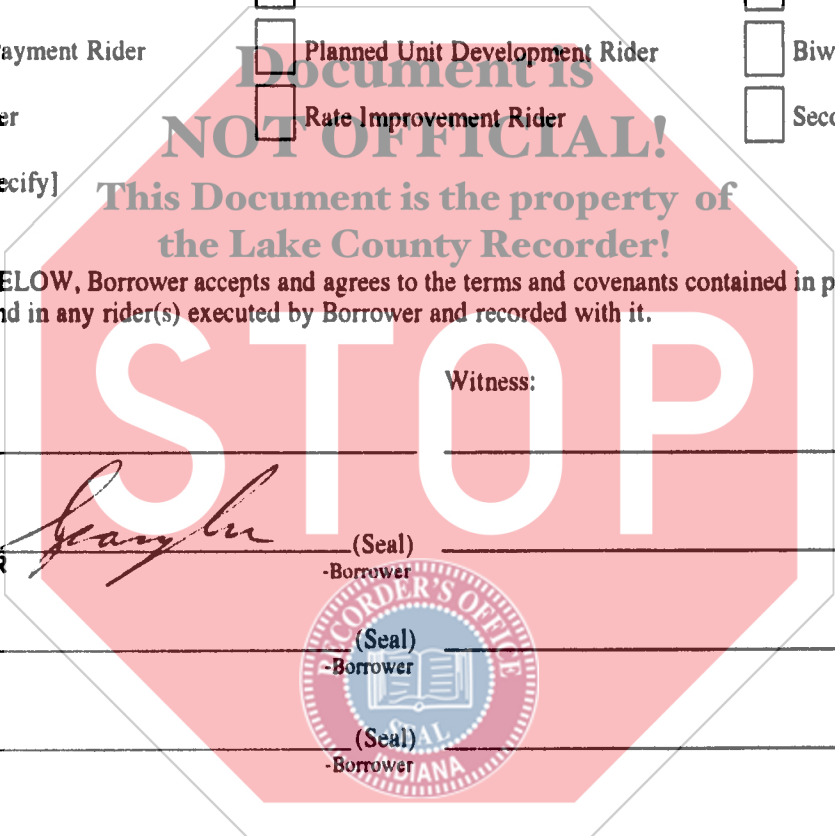 ayment Rider Planned Unit Development Rider Biw
Document is
er Rate Improvement Rider Seco
NOT OFFICIAL!
ecify]
This Document is the property of
the Lake County Recorder!
ELOW, Borrower accepts and agrees to the terms and covenants contained in p
nd in any rider(s) executed by Borrower and recorded with it.
STOP
Witness:
(Seal)
-Borrower
RECORDER'S OFFICE
(Seal)
-Borrower
SEAL
(Seal)
-Borrower
INDIANA